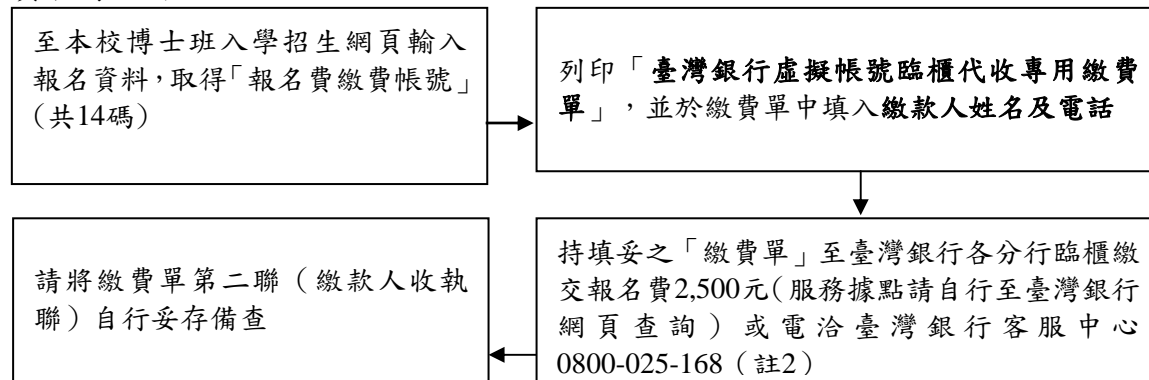 至本校博士班入學招生網頁輸入
報名資料，取得「報名費繳費帳號」
（共14碼）
列印「臺灣銀行虛擬帳號臨櫃代收專用繳費
單」，並於繳費單中填入繳款人姓名及電話
持填妥之「繳費單」至臺灣銀行各分行臨櫃繳
交報名費2,500元（服務據點請自行至臺灣銀行
網頁查詢）或電洽臺灣銀行客服中心
0800-025-168（註2）
請將繳費單第二聯（繳款人收執
聯）自行妥存備查